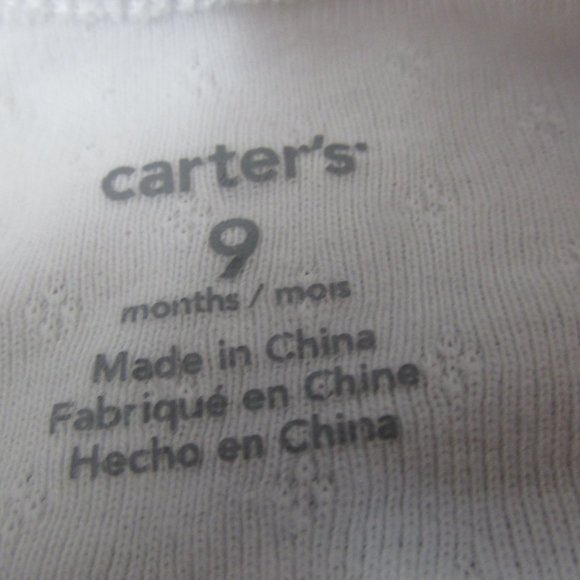 carter's
9
months / mois
Made in China
Fabriqué en Chine
Hecho en China